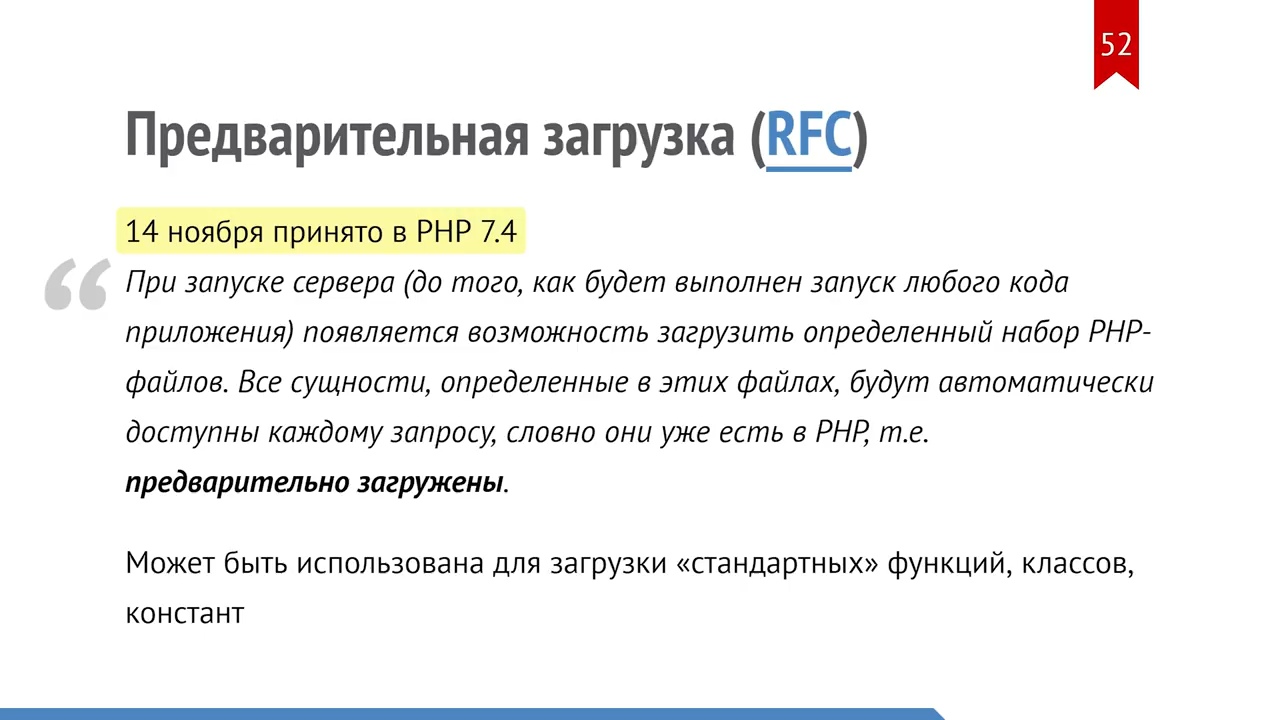 52
Предварительная загрузка (RFC)
14 ноября принято в PHP 7.4
“
При запуске сервера (до того, как будет выполнен запуск любого кода
приложения) появляется возможность загрузить определенный набор PHP-
файлов. Все сущности, определенные в этих файлах, будут автоматически
доступны каждому запросу, словно они уже есть в PHP, т.е.
предварительно загружены.
Может быть использована для загрузки «стандартных» функций, классов,
констант